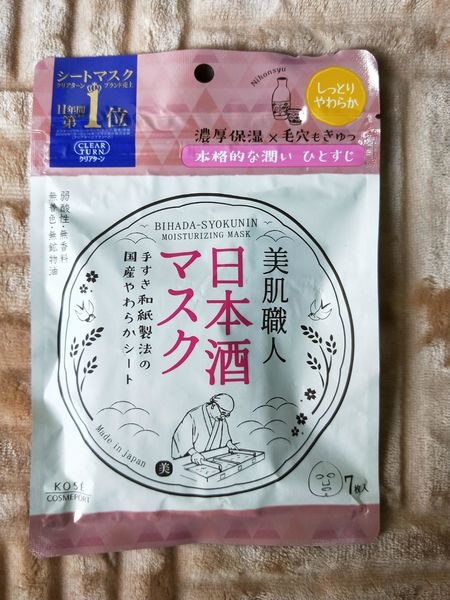 シートマスク
クリアターン ブランド売上
11年間
第1位
CLEAR
TURN
クリアターン
Nihonsyu
しっとり
やわらか
濃厚保湿×毛穴もきゅっ
本格的な潤い ひとすじ
弱酸性・無香料
無着色・無鉱物油
BIHADA-SYOKUNIN
MOISTURIZING MASK
美肌職人
日本酒
マスク
手すき和紙製法の
国産やわらかシート
Made in Japan
美
KOSÉ
COSMEPORT
7枚入